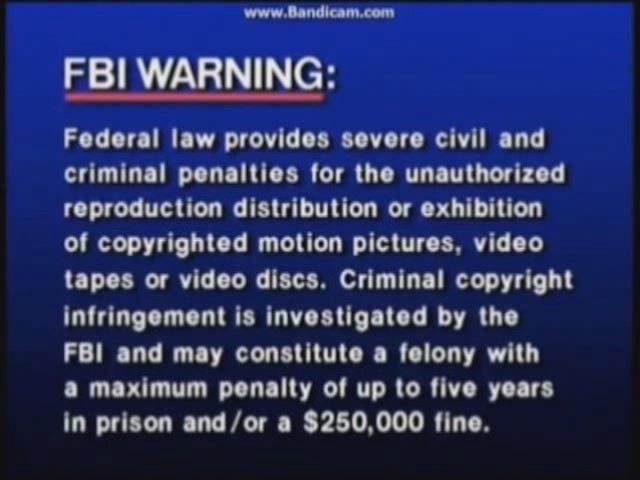 www.Bandicam.com
FBI WARNING:
Federal law provides severe civil and
criminal penalties for the unauthorized
reproduction distribution or exhibition
of copyrighted motion pictures, video
tapes or video discs. Criminal copyright
infringement is investigated by the
FBI and may constitute a felony with
a maximum penalty of up to five years
in prison and/or a $250,000 fine.